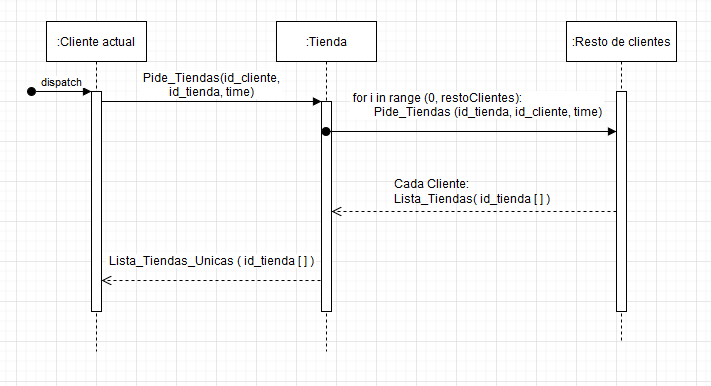 :Cliente actual
:Tienda
:Resto de clientes
dispatch
Pide_Tiendas(id_cliente,
id_tienda, time)
for i in range (0, restoClientes):
Pide_Tiendas (id_tienda, id_cliente, time)
Cada Cliente:
Lista_Tiendas( id_tienda [ ] )
Lista_Tiendas_Unicas ( id_tienda [ ] )